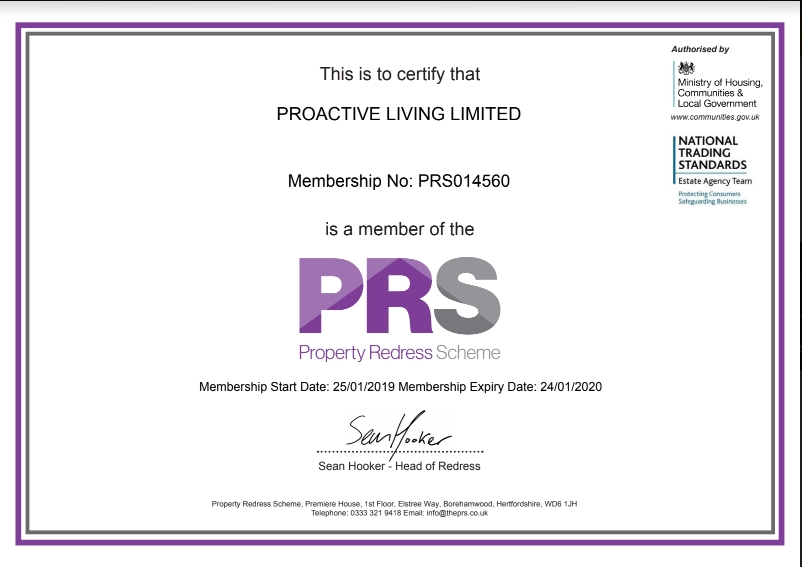 Authorised by
Ministry of Housing,
Communities &
Local Government
www.communities.gov.uk
NATIONAL
TRADING
STANDARDS
Estate Agency Team
Protecting Consumers
Safeguarding Businesses
This is to certify that
PROACTIVE LIVING LIMITED
Membership No: PRS014560
is a member of the
PRS
Property Redress Scheme
Membership Start Date: 25/01/2019 Membership Expiry Date: 24/01/2020
Sean Hooker
Sean Hooker - Head of Redress
Property Redress Scheme, Premiere House, 1st Floor, Elstree Way, Borehamwood, Hertfordshire, WD6 1JH
Telephone: 0333 321 9418 Email: info@theprs.co.uk